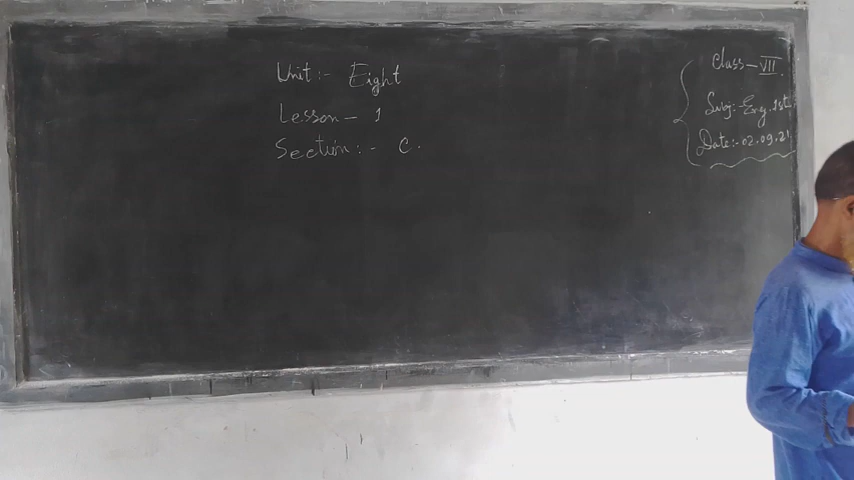 Unit:- Eight
Lesson - 1
Section:- C.
Class - VII.
Subj:- Eng. 1st
Date:- 02.09.21